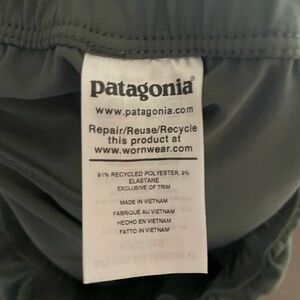 patagonia®
www.patagonia.com
Repair/Reuse/Recycle
this product at
www.wornwear.com
91% RECYCLED POLYESTER, 9%
ELASTANE
EXCLUSIVE OF TRIM
MADE IN VIETNAM
FABRIQUÉ AU VIETNAM
HECHO EN VIETNAM
FATTO IN VIETNAM